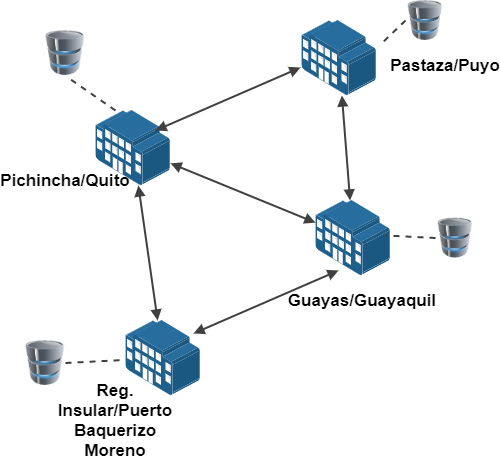 Pastaza/Puyo
Pichincha/Quito
Guayas/Guayaquil
Reg.
Insular/Puerto
Baquerizo
Moreno